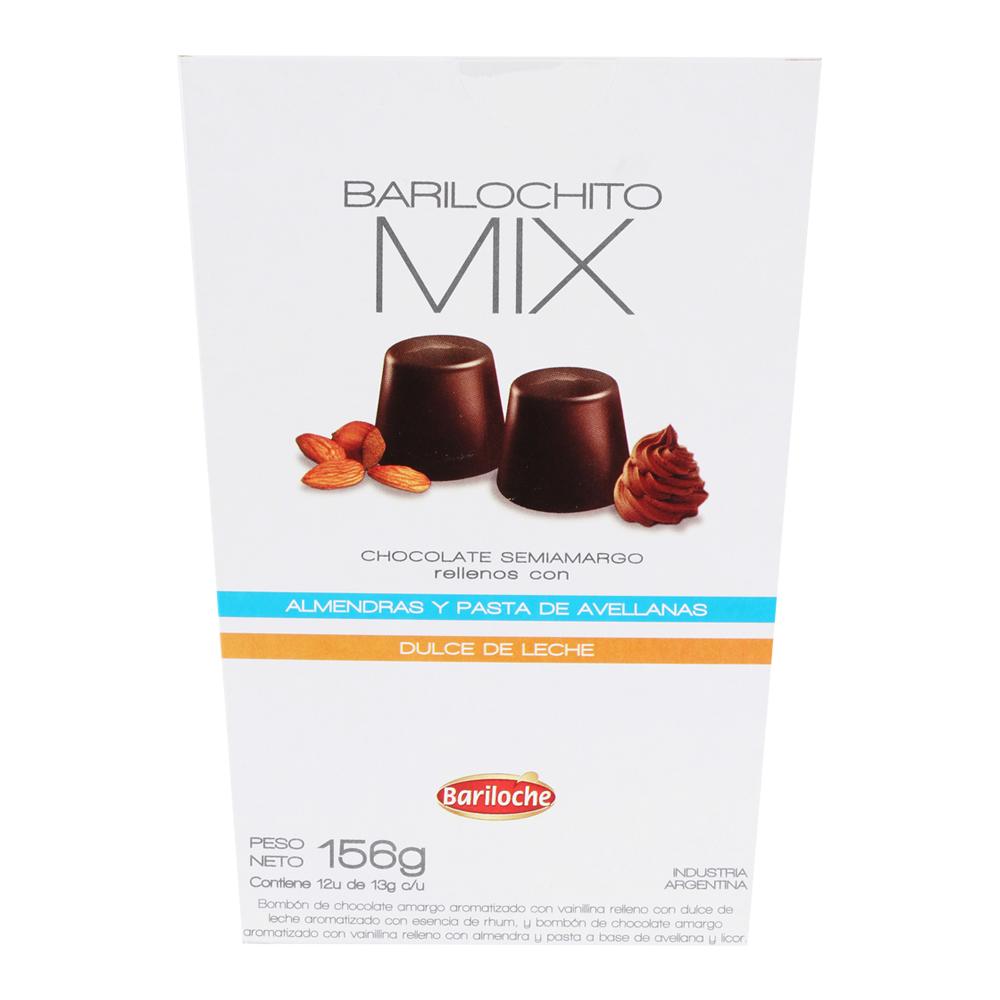 BARILOCHITO
MIX
CHOCOLATE SEMIAMARGO
rellenos con
ALMENDRAS Y PASTA DE AVELLANAS
DULCE DE LECHE
Bariloche
PESO
NETO 156g
Contiene 12u de 13g c/u
INDUSTRIA
ARGENTINA
Bombón de chocolate amargo aromatizado con vainillina relleno con dulce de
leche aromatizado con esencia de rhum, y bombón de chocolate amargo
aromatizado con vainillina relleno con almendra y pasta a base de avellana y licor.